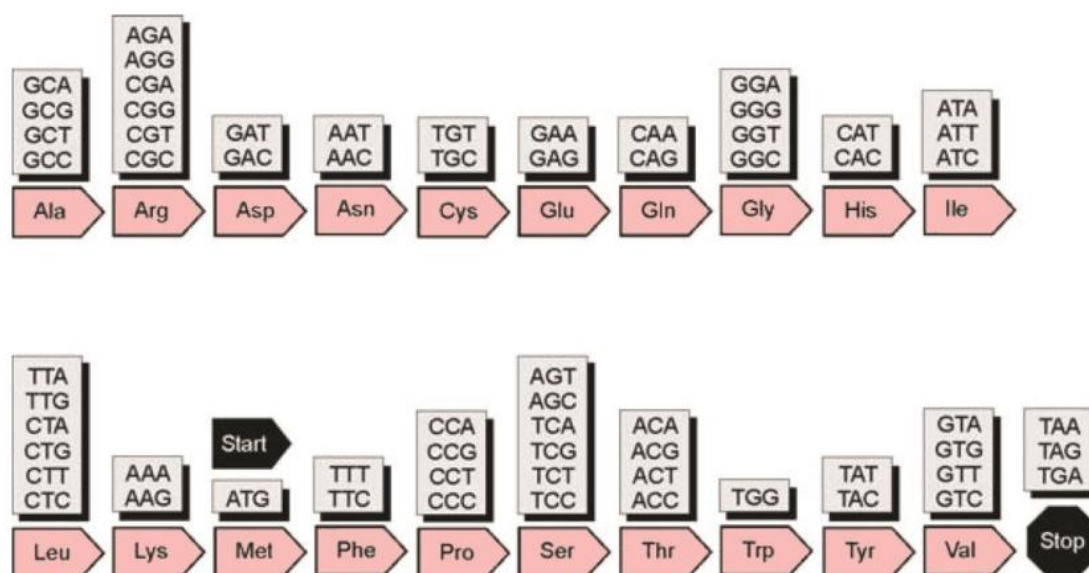 GCA
GCG
GCT
GCC
Ala
AGA
AGG
CGA
CGG
CGT
CGC
Arg
GAT
GAC
Asp
AAT
AAC
Asn
TGT
TGC
Cys
GAA
GAG
Glu
CAA
CAG
Gln
GGA
GGG
GGT
GGC
Gly
CAT
CAC
His
ATA
ATT
ATC
Ile
TTA
TTG
CTA
CTG
CTT
CTC
Leu
AAA
AAG
Lys
Start
ATG
Met
TTT
TTC
Phe
CCA
CCG
CCT
CCC
Pro
AGT
AGC
TCA
TCG
TCT
TCC
Ser
ACA
ACG
ACT
ACC
Thr
TGG
Trp
TAT
TAC
Tyr
GTA
GTG
GTT
GTC
Val
TAA
TAG
TGA
Stop